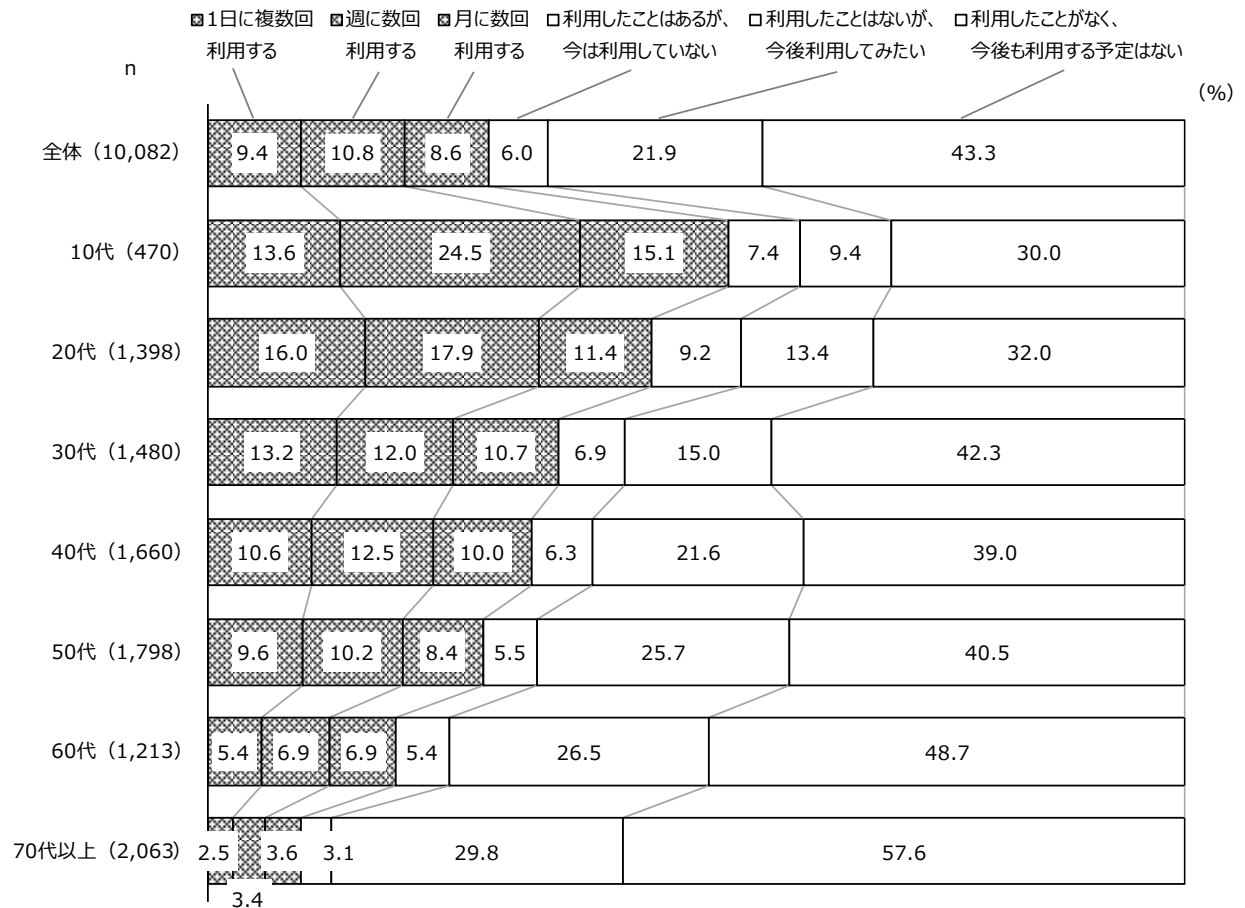 1日に複数回 週に数回 月に数回 利用したことはあるが、 利用したことはないが、 利用したことがなく、
利用する 利用する 利用する 今は利用していない 今後利用してみたい 今後も利用する予定はない
n
(%)
全体（10,082） 9.4 10.8 8.6 6.0 21.9 43.3
10代（470） 13.6 24.5 15.1 7.4 9.4 30.0
20代（1,398） 16.0 17.9 11.4 9.2 13.4 32.0
30代（1,480） 13.2 12.0 10.7 6.9 15.0 42.3
40代（1,660） 10.6 12.5 10.0 6.3 21.6 39.0
50代（1,798） 9.6 10.2 8.4 5.5 25.7 40.5
60代（1,213） 5.4 6.9 6.9 5.4 26.5 48.7
70代以上（2,063） 2.5 3.6 3.1 29.8 57.6
3.4